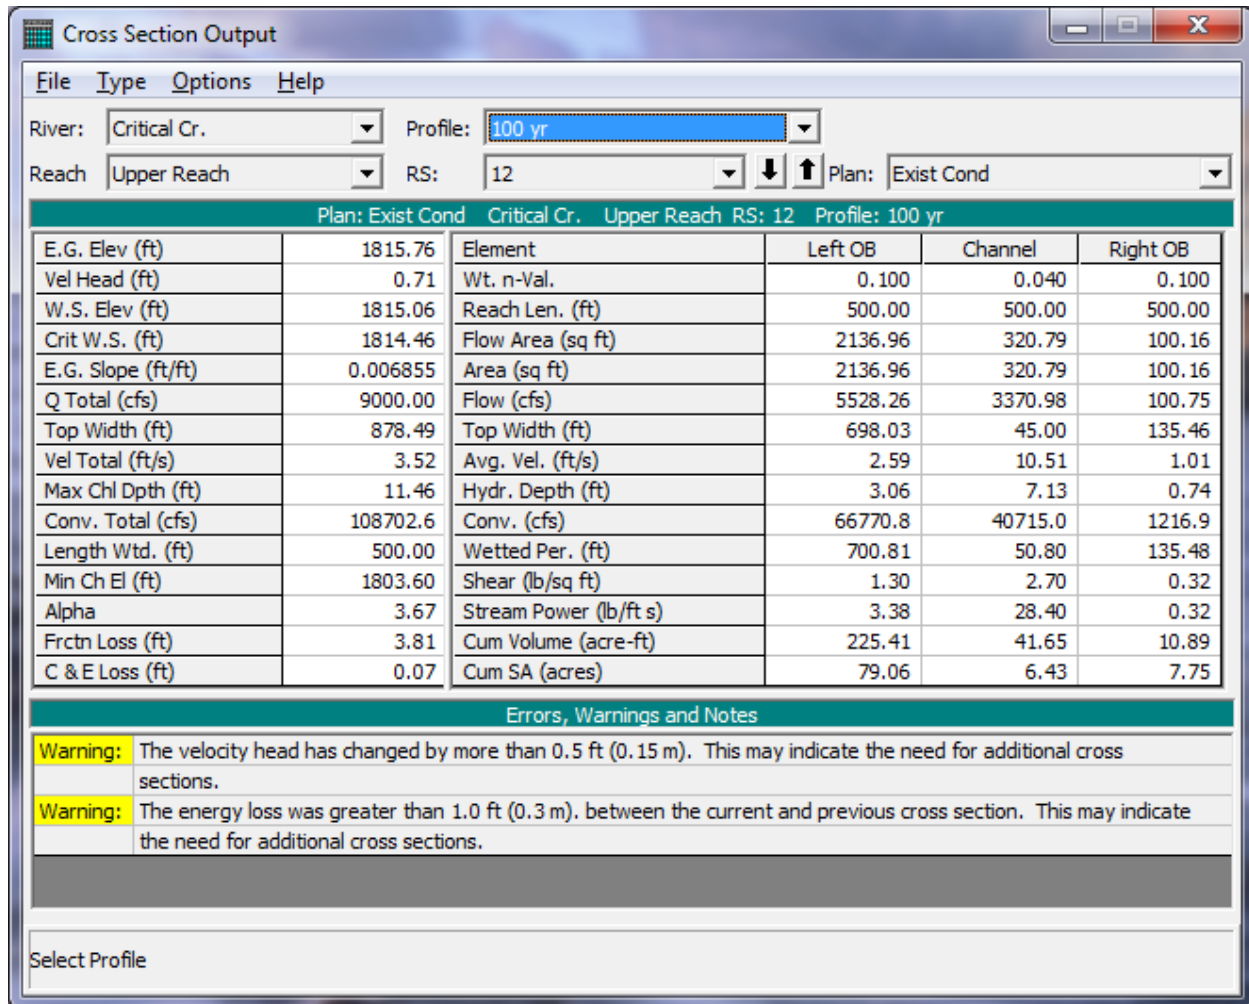 Cross Section Output
File Type Options Help
River: Critical Cr. Profile: 100 yr
Reach Upper Reach RS: 12 Plan: Exist Cond
Plan: Exist Cond Critical Cr. Upper Reach RS: 12 Profile: 100 yr
E.G. Elev (ft) 1815.76 Element Left OB Channel Right OB
Vel Head (ft) 0.71 Wt. n-Val. 0.100 0.040 0.100
W.S. Elev (ft) 1815.06 Reach Len. (ft) 500.00 500.00 500.00
Crit W.S. (ft) 1814.46 Flow Area (sq ft) 2136.96 320.79 100.16
E.G. Slope (ft/ft) 0.006855 Area (sq ft) 2136.96 320.79 100.16
Q Total (cfs) 9000.00 Flow (cfs) 5528.26 3370.98 100.75
Top Width (ft) 878.49 Top Width (ft) 698.03 45.00 135.46
Vel Total (ft/s) 3.52 Avg. Vel. (ft/s) 2.59 10.51 1.01
Max Chl Dpth (ft) 11.46 Hydr. Depth (ft) 3.06 7.13 0.74
Conv. Total (cfs) 108702.6 Conv. (cfs) 66770.8 40715.0 1216.9
Length Wtd. (ft) 500.00 Wetted Per. (ft) 700.81 50.80 135.48
Min Ch El (ft) 1803.60 Shear (lb/sq ft) 1.30 2.70 0.32
Alpha 3.67 Stream Power (lb/ft s) 3.38 28.40 0.32
Frctn Loss (ft) 3.81 Cum Volume (acre-ft) 225.41 41.65 10.89
C & E Loss (ft) 0.07 Cum SA (acres) 79.06 6.43 7.75
Errors, Warnings and Notes
Warning: The velocity head has changed by more than 0.5 ft (0.15 m). This may indicate the need for additional cross
sections.
Warning: The energy loss was greater than 1.0 ft (0.3 m). between the current and previous cross section. This may indicate
the need for additional cross sections.
Select Profile